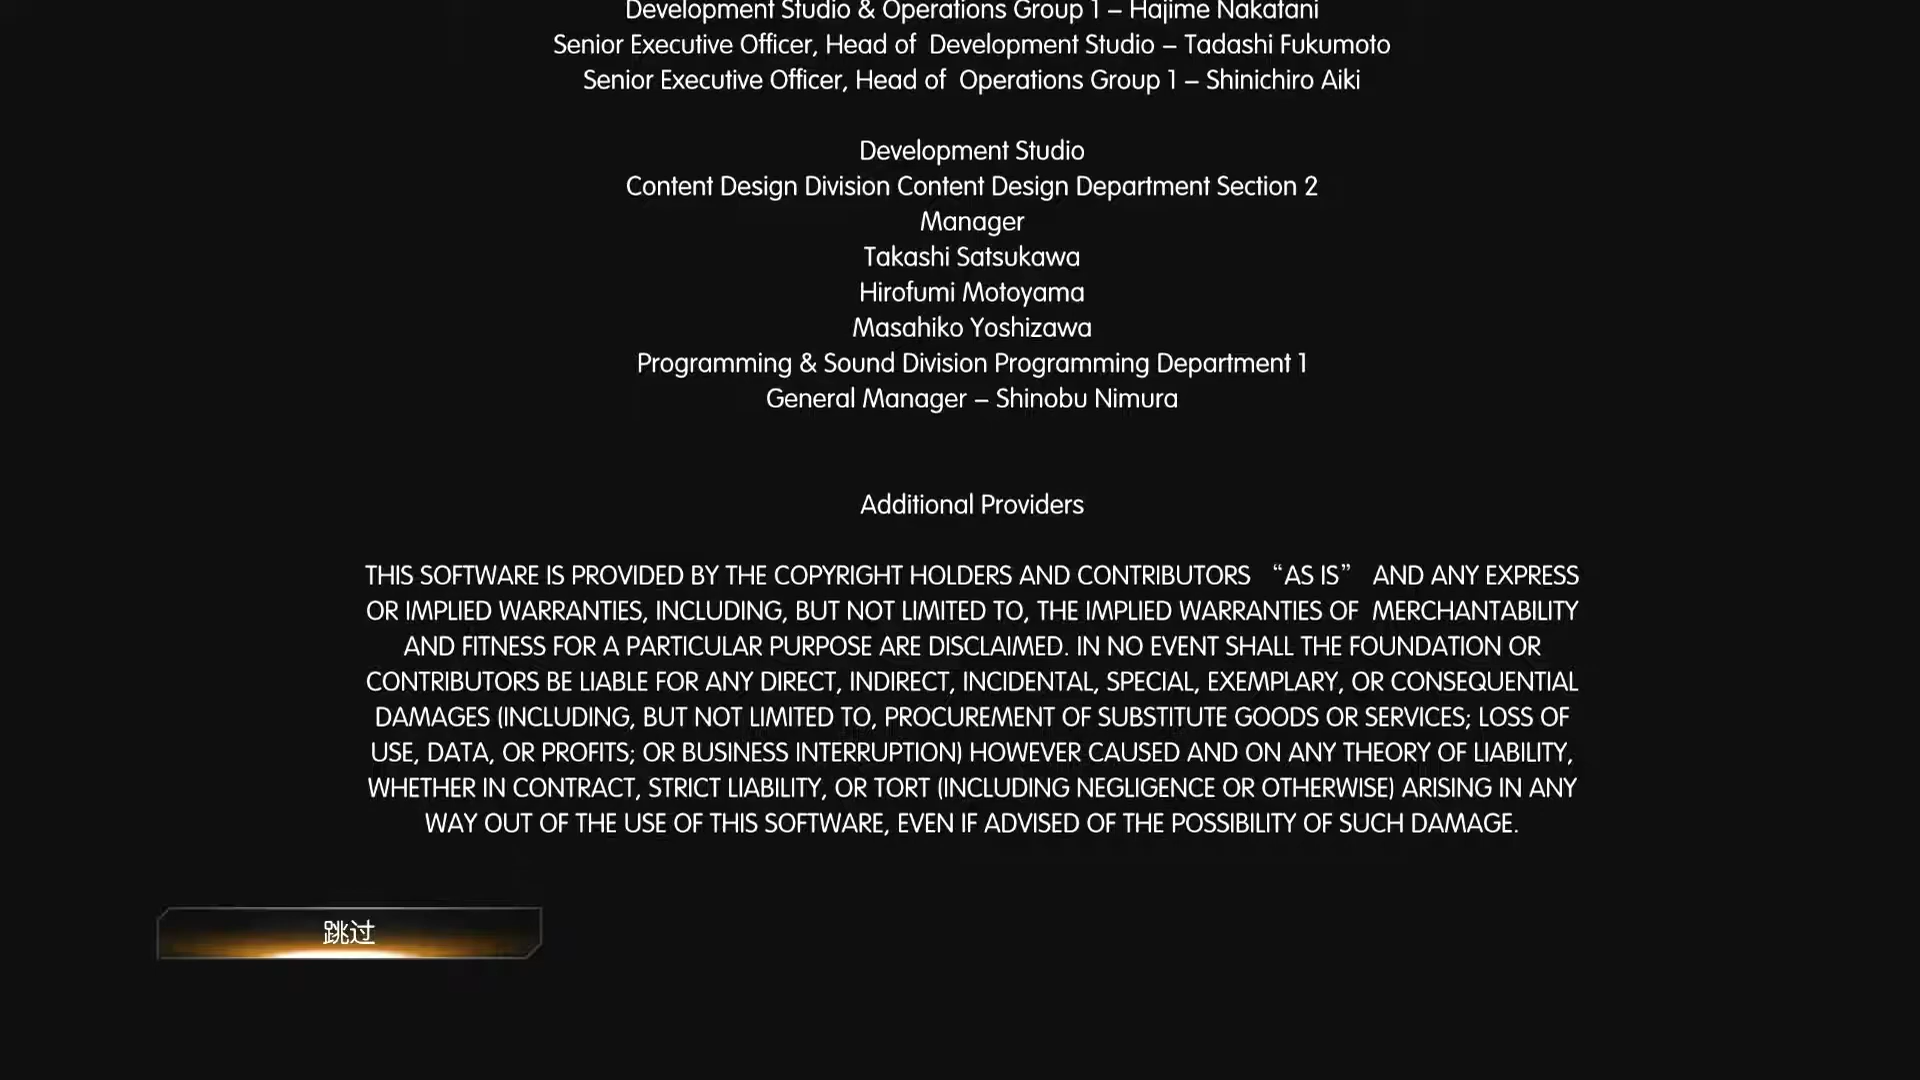 Development Studio & Operations Group 1 – Hajime Nakatani
Senior Executive Officer, Head of  Development Studio – Tadashi Fukumoto
Senior Executive Officer, Head of  Operations Group 1 – Shinichiro Aiki
Development Studio
Content Design Division Content Design Department Section 2
Manager
Takashi Satsukawa
Hirofumi Motoyama
Masahiko Yoshizawa
Programming & Sound Division Programming Department 1
General Manager – Shinobu Nimura
Additional Providers
THIS SOFTWARE IS PROVIDED BY THE COPYRIGHT HOLDERS AND CONTRIBUTORS “AS IS” AND ANY EXPRESS
OR IMPLIED WARRANTIES, INCLUDING, BUT NOT LIMITED TO, THE IMPLIED WARRANTIES OF  MERCHANTABILITY
AND FITNESS FOR A PARTICULAR PURPOSE ARE DISCLAIMED. IN NO EVENT SHALL THE FOUNDATION OR
CONTRIBUTORS BE LIABLE FOR ANY DIRECT, INDIRECT, INCIDENTAL, SPECIAL, EXEMPLARY, OR CONSEQUENTIAL
DAMAGES (INCLUDING, BUT NOT LIMITED TO, PROCUREMENT OF SUBSTITUTE GOODS OR SERVICES; LOSS OF
USE, DATA, OR PROFITS; OR BUSINESS INTERRUPTION) HOWEVER CAUSED AND ON ANY THEORY OF LIABILITY,
WHETHER IN CONTRACT, STRICT LIABILITY, OR TORT (INCLUDING NEGLIGENCE OR OTHERWISE) ARISING IN ANY
WAY OUT OF THE USE OF THIS SOFTWARE, EVEN IF ADVISED OF THE POSSIBILITY OF SUCH DAMAGE.
跳过